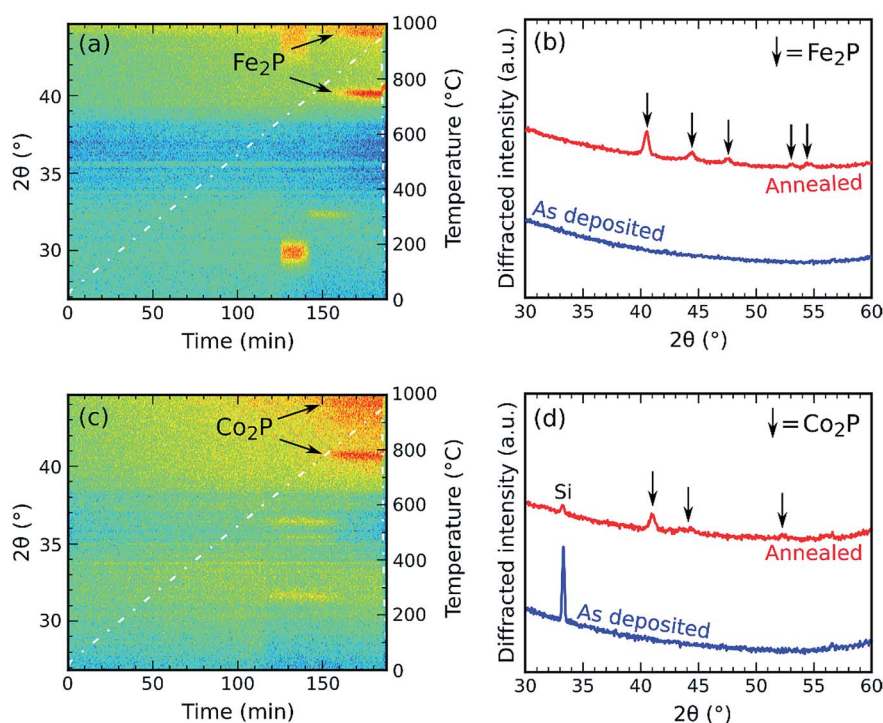 (a)
Fe₂P
2θ (°)
40
35
30
1000
800
600
400
200
0
Temperature (°C)
0 50 100 150
Time (min)
(b)
↓=Fe₂P
Diffracted intensity (a.u.)
Annealed
As deposited
30 35 40 45 50 55 60
2θ (°)
(c)
Co₂P
2θ (°)
40
35
30
1000
800
600
400
200
0
Temperature (°C)
0 50 100 150
Time (min)
(d)
↓=Co₂P
Diffracted intensity (a.u.)
Si
Annealed
As deposited
30 35 40 45 50 55 60
2θ (°)